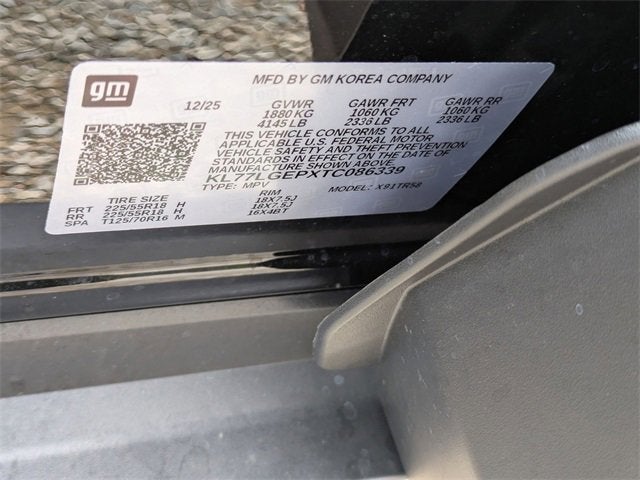 gm
MFD BY GM KOREA COMPANY
12/25 GVWR GAWR FRT GAWR RR
1880 KG 1060 KG 1060 KG
4145 LB 2336 LB 2336 LB
THIS VEHICLE CONFORMS TO ALL
APPLICABLE U.S. FEDERAL MOTOR
VEHICLE SAFETY AND THEFT PREVENTION
STANDARDS IN EFFECT ON THE DATE OF
MANUFACTURE SHOWN ABOVE
KL77LGEPXTC086339
TYPE: MPV MODEL: X91TR58
TIRE SIZE RIM
FRT 225/55R18 H 18X7.5J
RR 225/55R18 H 18X7.5J
SPA T125/70R16 M 16X4BT